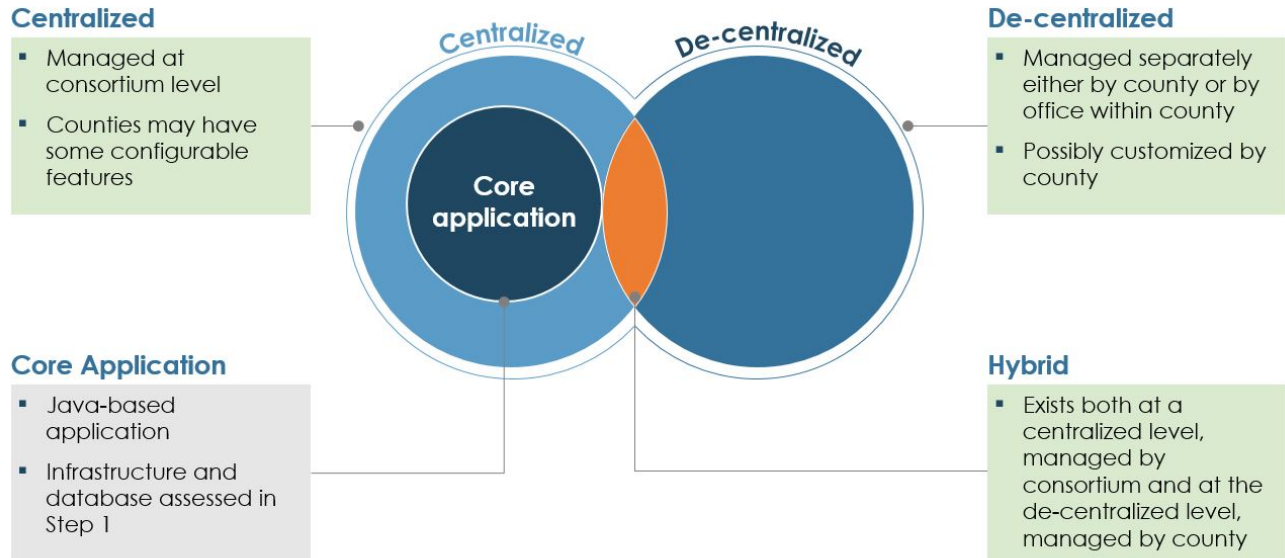 Centralized
▪ Managed at
consortium level
▪ Counties may have
some configurable
features
Centralized
De-centralized
Core
application
De-centralized
▪ Managed separately
either by county or by
office within county
▪ Possibly customized by
county
Core Application
▪ Java-based
application
▪ Infrastructure and
database assessed in
Step 1
Hybrid
▪ Exists both at a
centralized level,
managed by
consortium and at the
de-centralized level,
managed by county